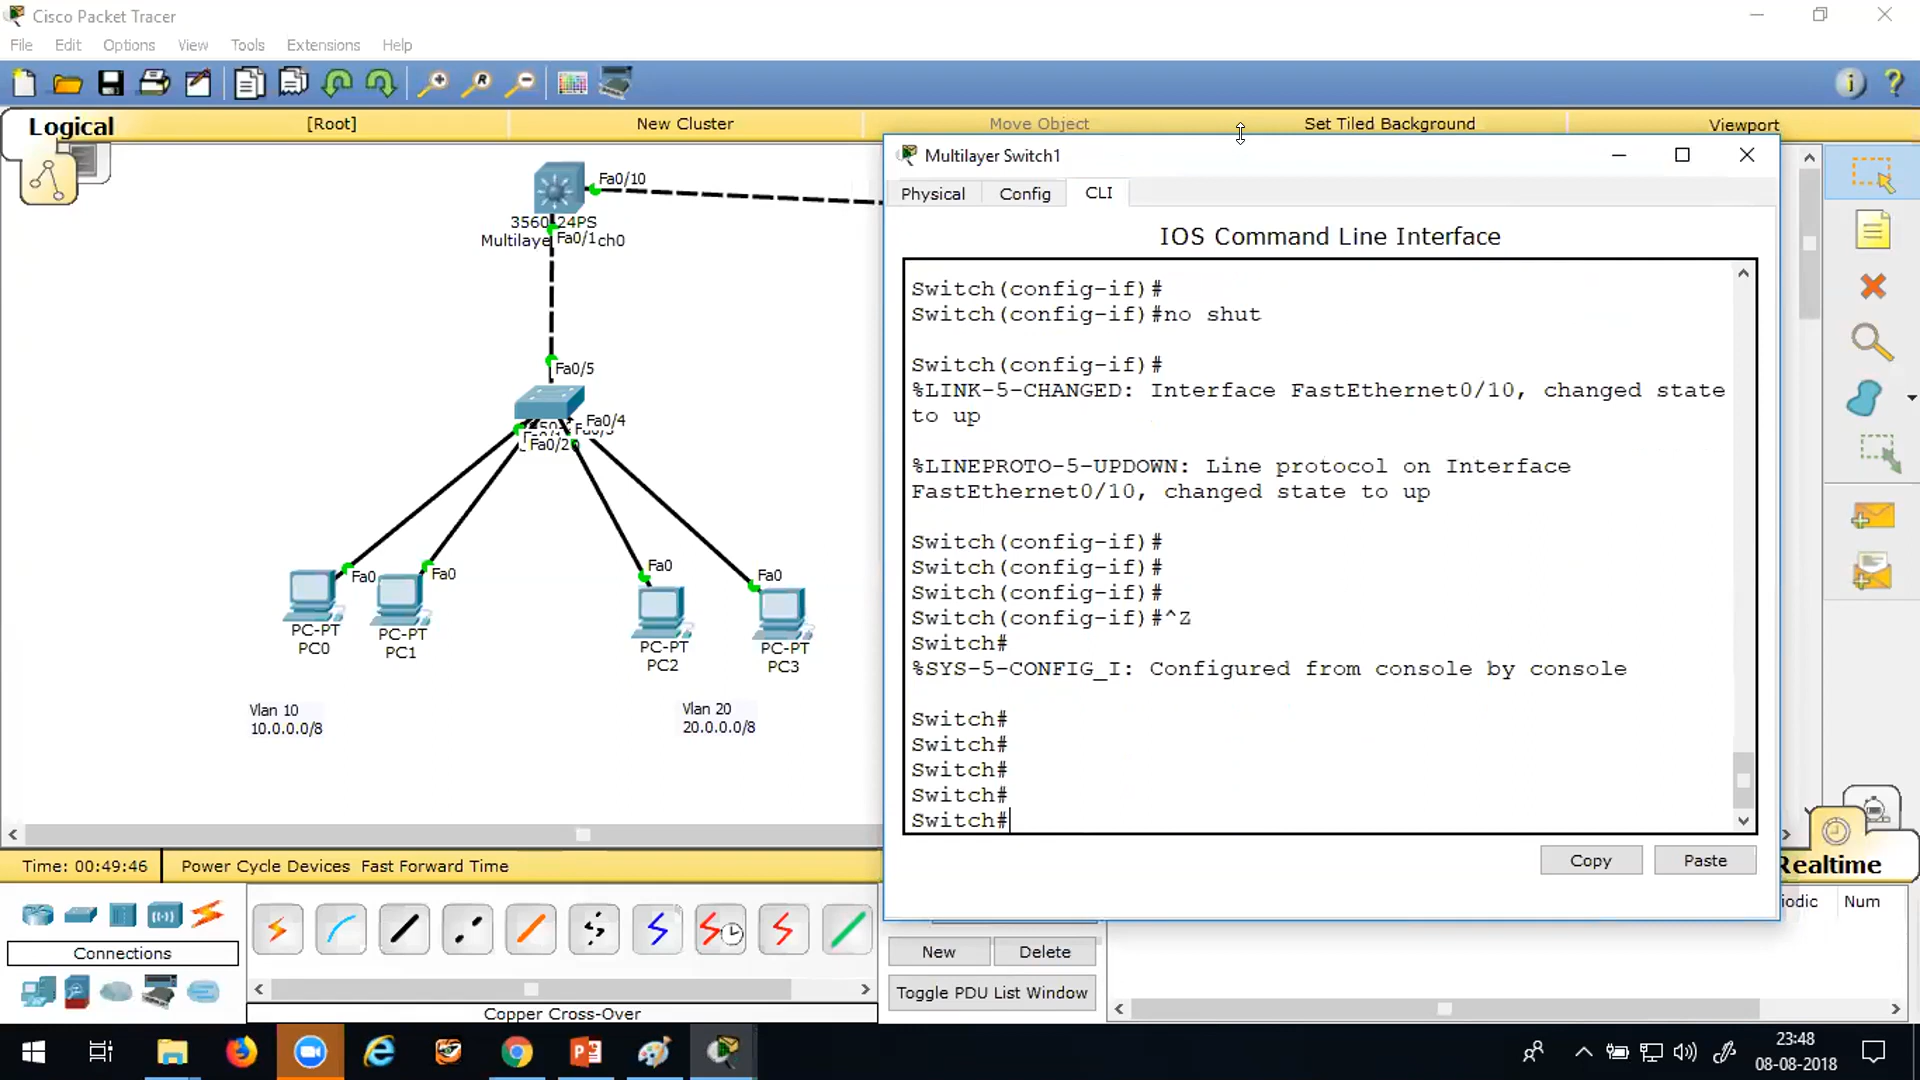 Cisco Packet Tracer
File Edit Options View Tools Extensions Help
Logical
[Root]
New Cluster
Move Object
Set Tiled Background
Viewport
Fa0/10
3560-24PS
Fa0/1
ch0
Fa0/5
Fa0/4
Fa0/2
Fa0
Fa0
Fa0
Fa0
PC-PT
PC0
PC-PT
PC1
PC-PT
PC2
PC-PT
PC3
Vlan 10
10.0.0.0/8
Vlan 20
20.0.0.0/8
Multilayer Switch1
Physical Config CLI
IOS Command Line Interface
Switch(config-if)#
Switch(config-if)#no shut
Switch(config-if)#
%LINK-5-CHANGED: Interface FastEthernet0/10, changed state
to up
%LINEPROTO-5-UPDOWN: Line protocol on Interface
FastEthernet0/10, changed state to up
Switch(config-if)#
Switch(config-if)#
Switch(config-if)#
Switch(config-if)#^Z
Switch#
%SYS-5-CONFIG_I: Configured from console by console
Switch#
Switch#
Switch#
Switch#
Switch#
Copy
Paste
Time: 00:49:46
Power Cycle Devices Fast Forward Time
Realtime
iodic
Num
Connections
New
Delete
Toggle PDU List Window
Copper Cross-Over
23:48
08-08-2018